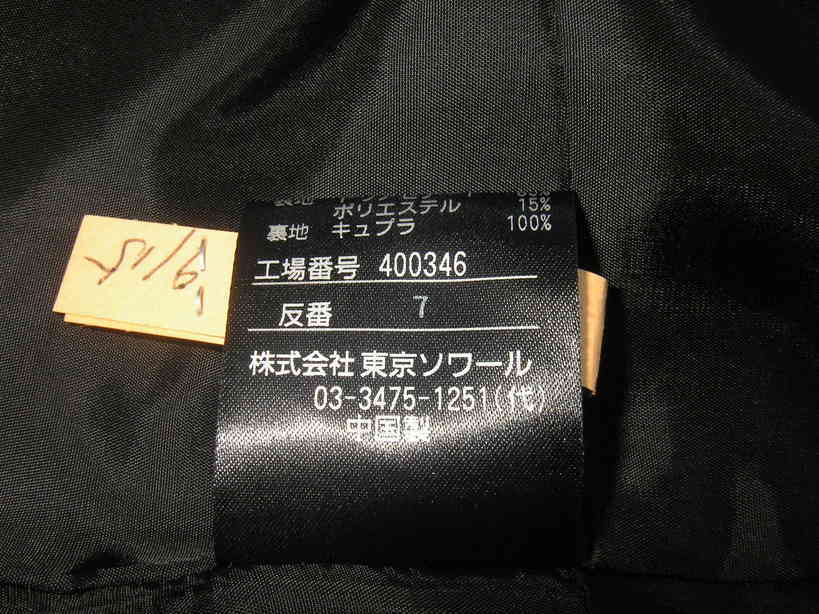 ポリエステル 15%
裏地 キュプラ 100%
工場番号 400346
反番 7
株式会社 東京ソワール
03-3475-1251(代)
中国製